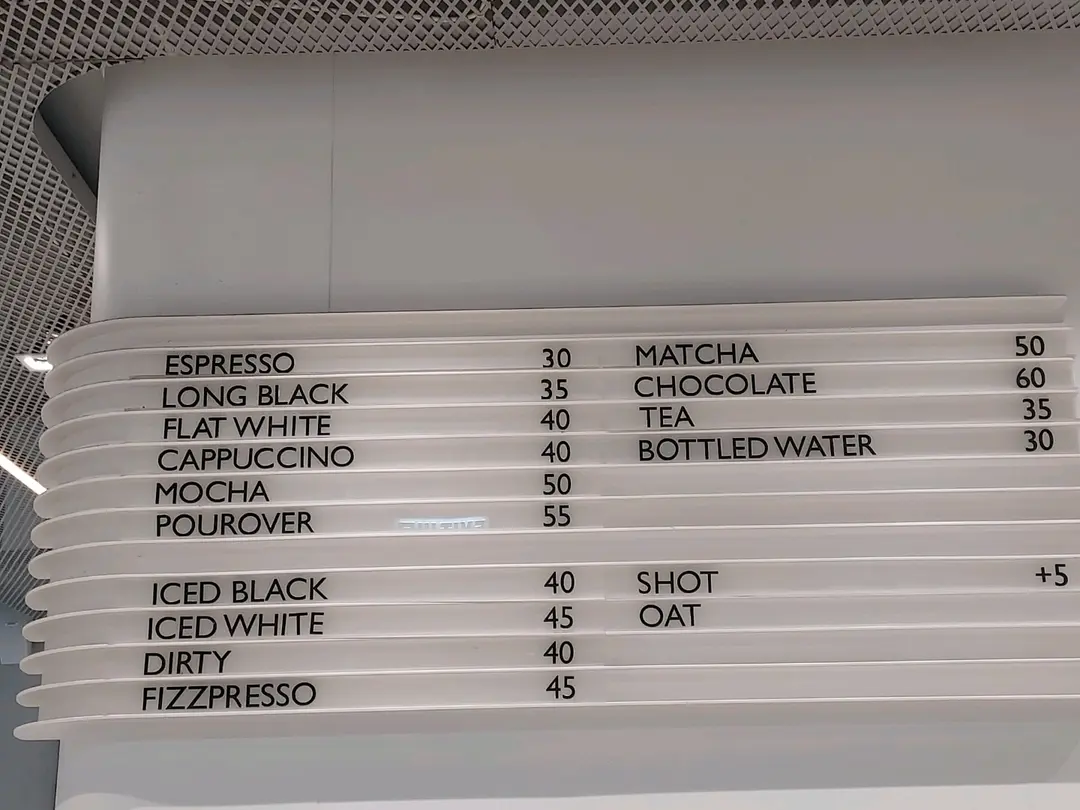 ESPRESSO 30
LONG BLACK 35
FLAT WHITE 40
CAPPUCCINO 40
MOCHA 50
POUROVER 55
ICED BLACK 40
ICED WHITE 45
DIRTY 40
FIZZPRESSO 45
MATCHA 50
CHOCOLATE 60
TEA 35
BOTTLED WATER 30
SHOT +5
OAT